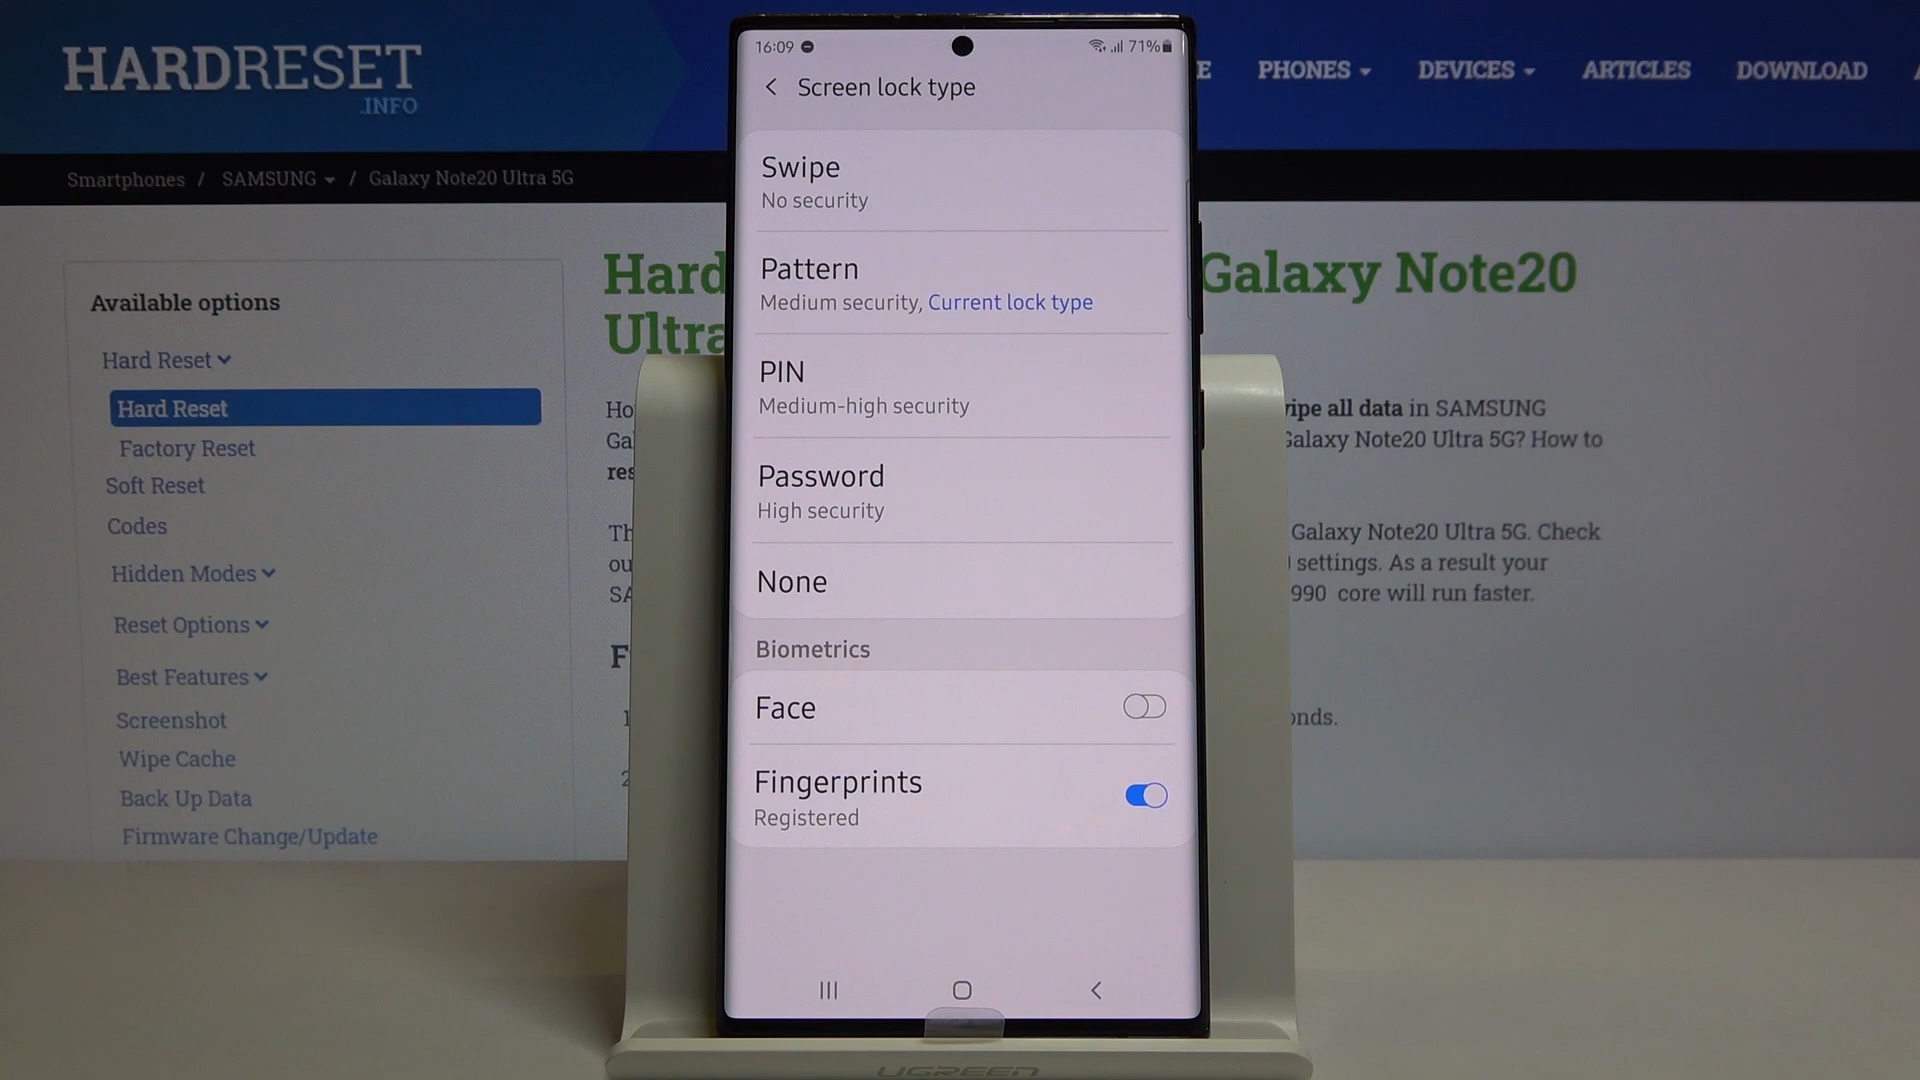 HARDRESET
.INFO
PHONES
DEVICES
ARTICLES
DOWNLOAD
Smartphones / SAMSUNG / Galaxy Note20 Ultra 5G
Available options
Hard Reset
Hard Reset
Factory Reset
Soft Reset
Codes
Hidden Modes
Reset Options
Best Features
Screenshot
Wipe Cache
Back Up Data
Firmware Change/Update
Hard
Galaxy Note20
Ultra
all data in SAMSUNG
Galaxy Note20 Ultra 5G? How to
Galaxy Note20 Ultra 5G. Check
settings. As a result your
990 core will run faster.
16:09
71%
Screen lock type
Swipe
No security
Pattern
Medium security, Current lock type
PIN
Medium-high security
Password
High security
None
Biometrics
Face
Fingerprints
Registered
UGREEN